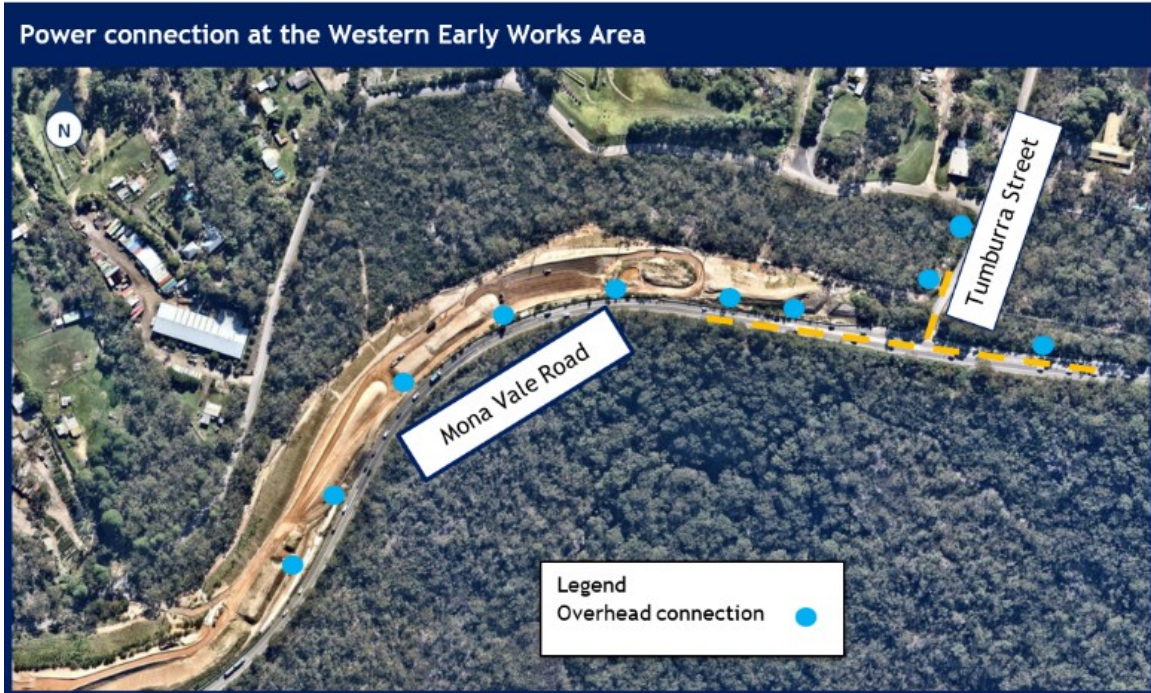 Power connection at the Western Early Works Area
N
Tumburra Street
Mona Vale Road
Legend
Overhead connection